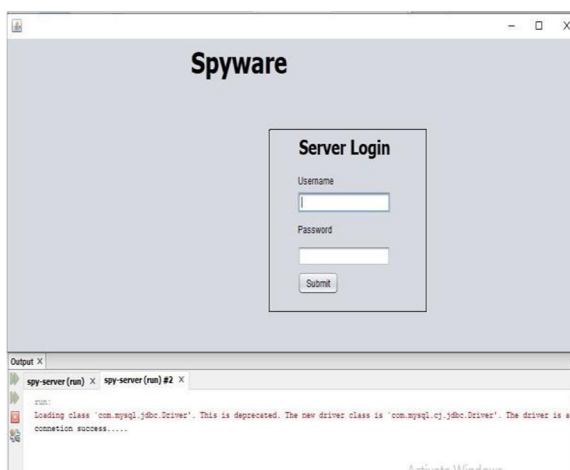 Spyware
Server Login
Username
Password
Submit
Output X
spy-server (run) X spy-server (run) #2 X
run:
Loading class `com.mysql.jdbc.Driver'. This is deprecated. The new driver class is `com.mysql.cj.jdbc.Driver'. The driver is a
connetion success.....
Activate Windows